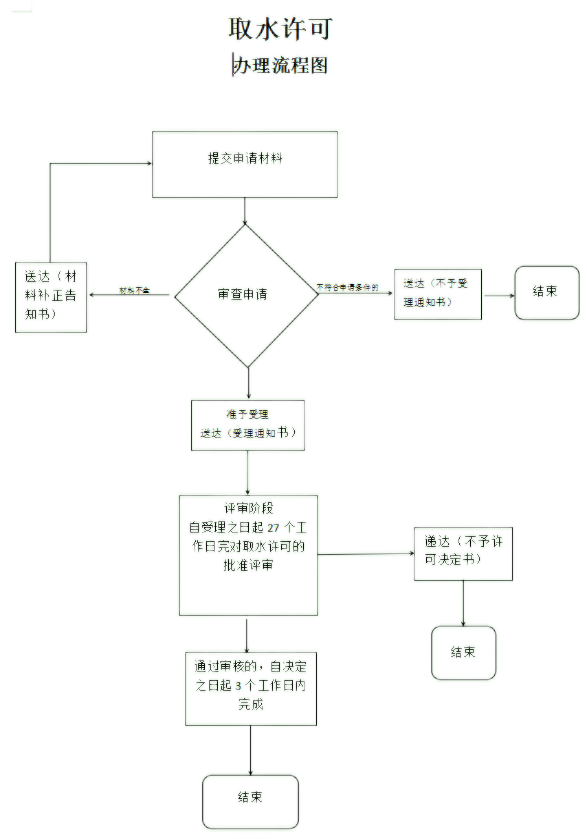 取水许可
办理流程图
提交申请材料
送达（材
料补正告
知书）
材料不全
审查申请
不符合申请条件的
送达（不予受
理通知书）
结束
准予受理
送达（受理通知书）
评审阶段
自受理之日起 27 个工
作日完对取水许可的
批准评审
递达（不予许
可决定书）
结束
通过审核的，自决定
之日起 3 个工作日内
完成
结束